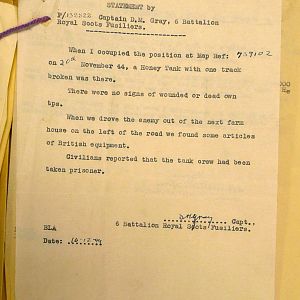 STATEMENT by
P/132522 Captain D.M. Gray, 6 Battalion
Royal Scots Fusiliers.
When I occupied the position at Map Ref:
on 20th November 44, a Honey Tank with one track
broken was there.
There were no signs of wounded or dead own
tps.
When we drove the enemy out of the next farm
house on the left of the road we found some articles
of British equipment.
Civilians reported that the tank crew had been
taken prisoner.
Capt.,
6 Battalion Royal Scots Fusiliers.
BLA
Date: